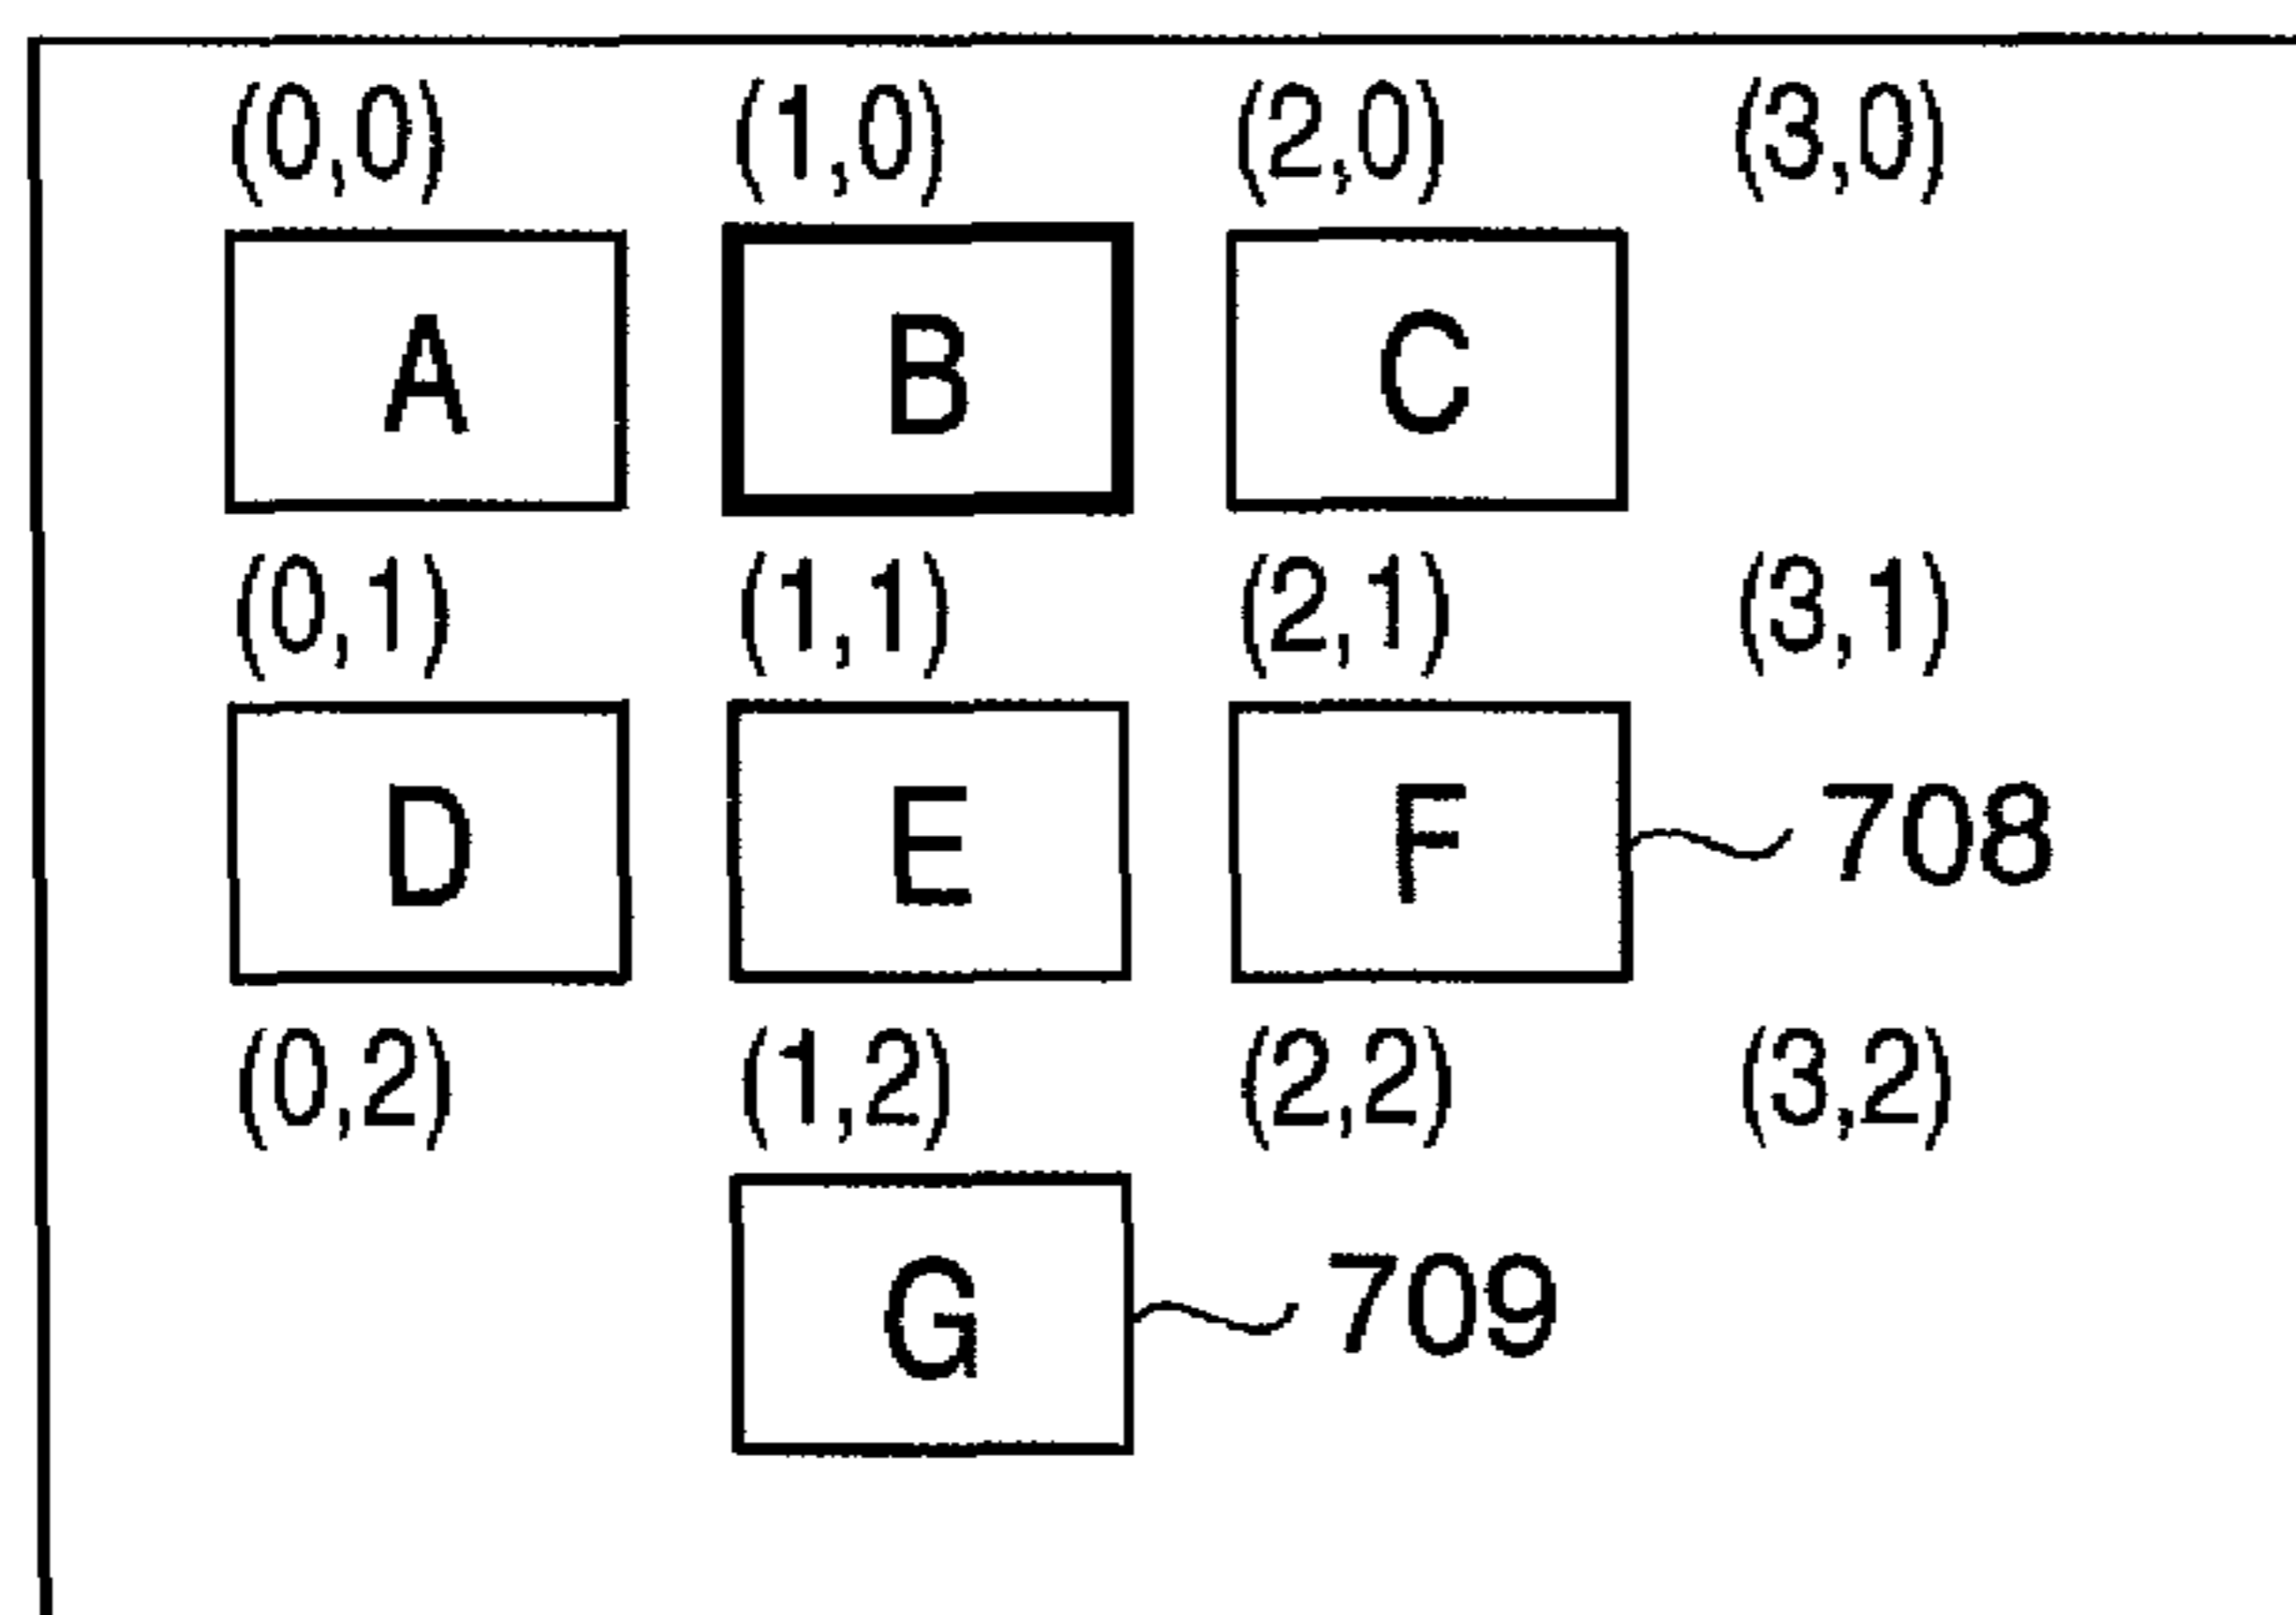 (0,0) (1,0) (2,0) (3,0)
A B C
(0,1) (1,1) (2,1) (3,1)
D E F 708
(0,2) (1,2) (2,2) (3,2)
G 709